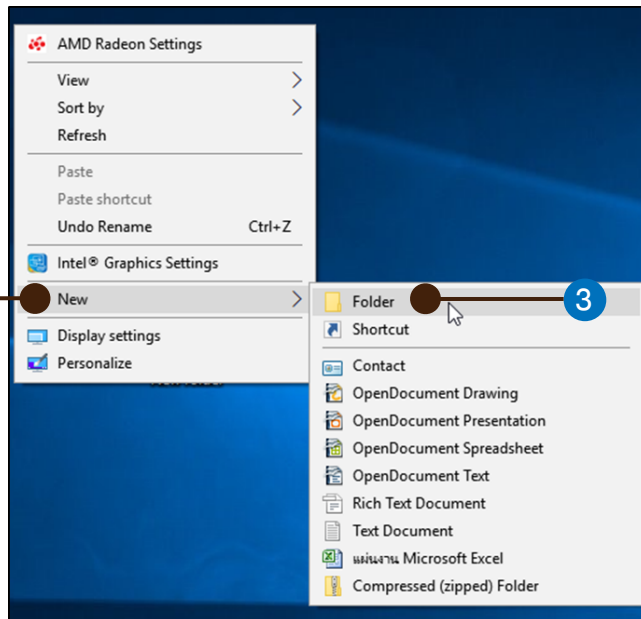 AMD Radeon Settings
View
Sort by
Refresh
Paste
Paste shortcut
Undo Rename Ctrl+Z
Intel® Graphics Settings
New
Display settings
Personalize
New folder
Folder
3
Shortcut
Contact
OpenDocument Drawing
OpenDocument Presentation
OpenDocument Spreadsheet
OpenDocument Text
Rich Text Document
Text Document
แผ่นงาน Microsoft Excel
Compressed (zipped) Folder